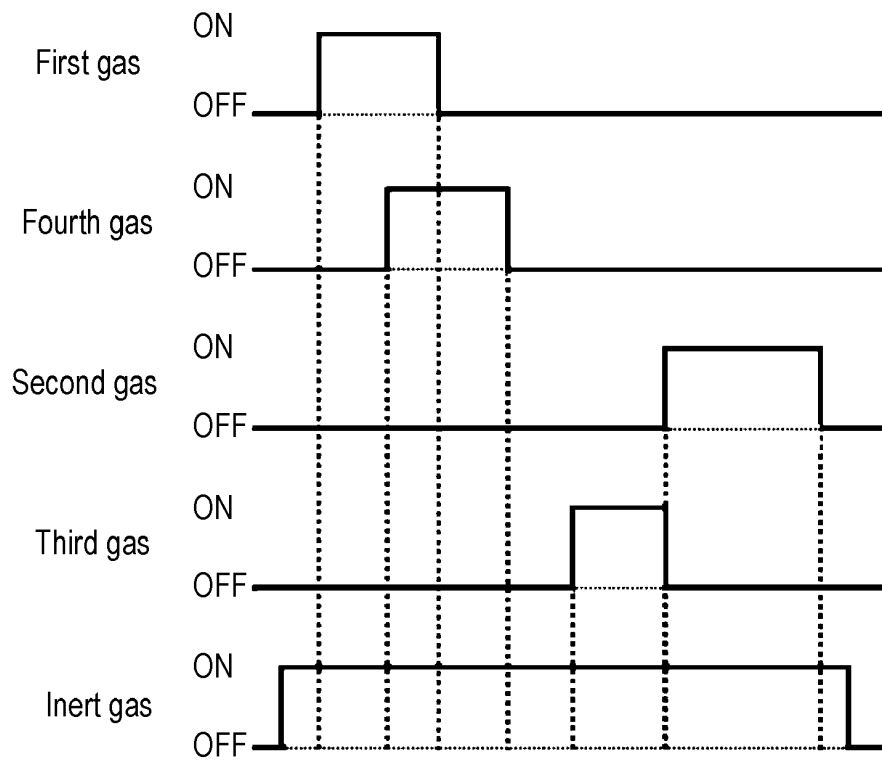 ON
First gas
OFF
ON
Fourth gas
OFF
ON
Second gas
OFF
ON
Third gas
OFF
ON
Inert gas
OFF